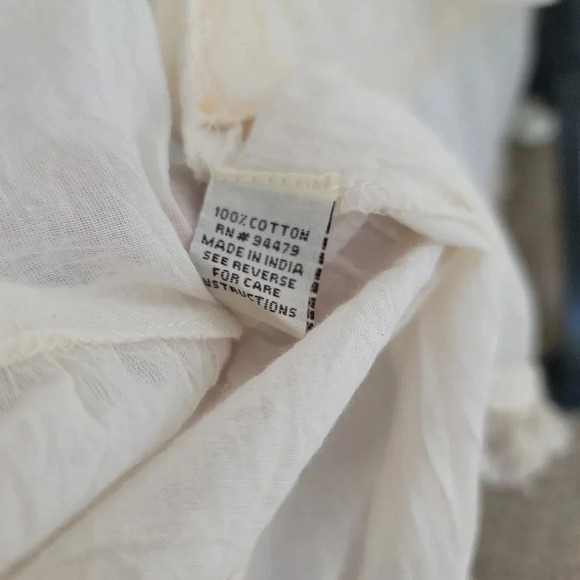 100% COTTON
RN# 94479
MADE IN INDIA
SEE REVERSE
FOR CARE
INSTRUCTIONS